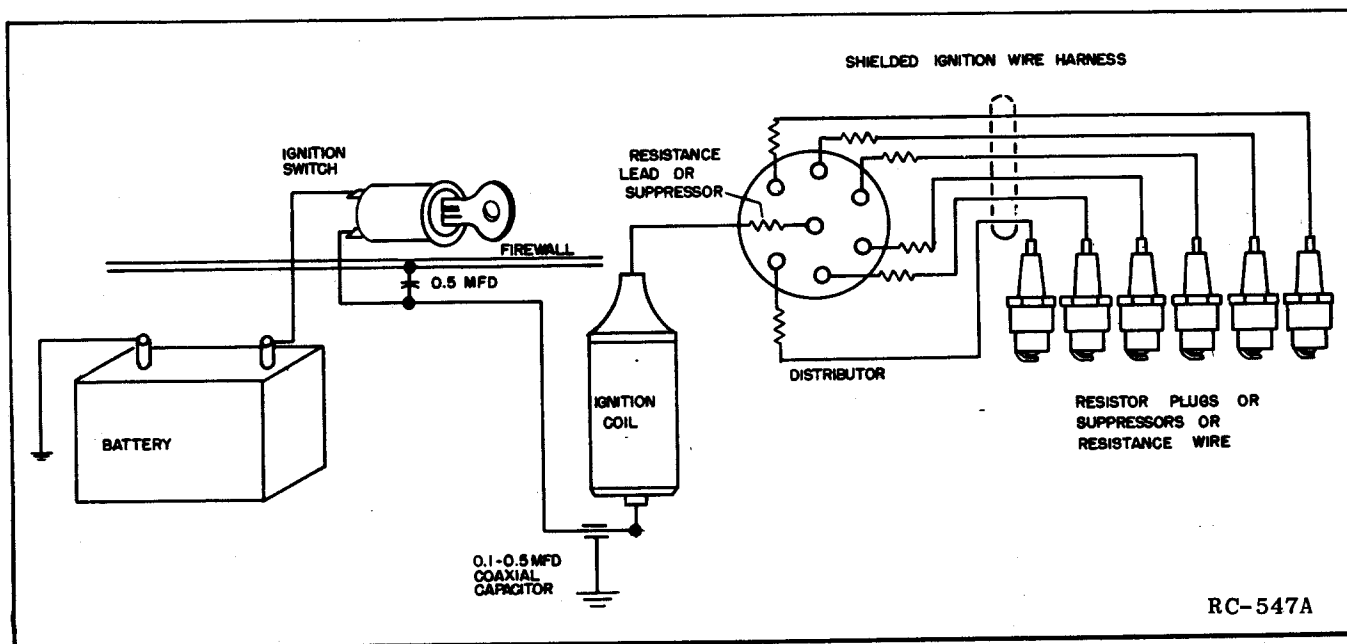 SHIELDED IGNITION WIRE HARNESS
IGNITION
SWITCH
RESISTANCE
LEAD OR
SUPPRESSOR
FIREWALL
0.5 MFD
DISTRIBUTOR
IGNITION
COIL
BATTERY
RESISTOR PLUGS OR
SUPPRESSORS OR
RESISTANCE WIRE
0.1-0.5 MFD
COAXIAL
CAPACITOR
RC-547A